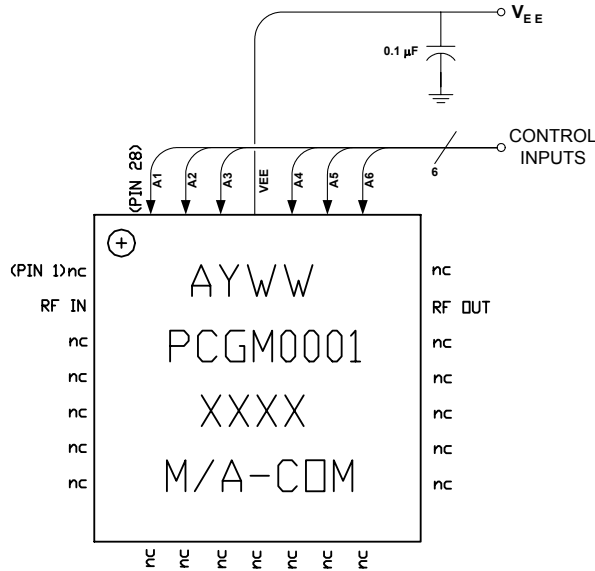 V E E
0.1 µF
CONTROL
INPUTS
6
(PIN 28)
A1
A2
A3
VEE
A4
A5
A6
(PIN 1)nc
RF IN
nc
nc
nc
nc
nc
AYWW
PCGM0001
XXXX
M/A-COM
nc
RF OUT
nc
nc
nc
nc
nc
nc
nc
nc
nc
nc
nc
nc